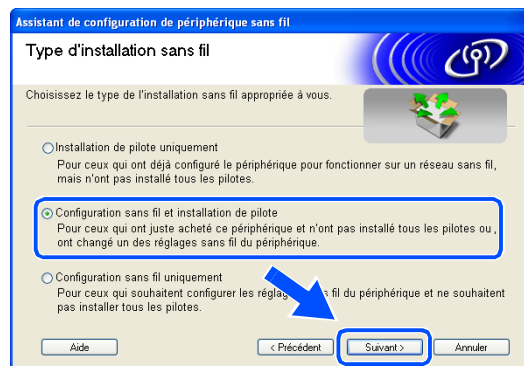 Assistant de configuration de périphérique sans fil
Type d'installation sans fil
Choisissez le type de l'installation sans fil appropriée à vous.
Installation de pilote uniquement
Pour ceux qui ont déjà configuré le périphérique pour fonctionner sur un réseau sans fil,
mais n'ont pas installé tous les pilotes.
Configuration sans fil et installation de pilote
Pour ceux qui ont juste acheté ce périphérique et n'ont pas installé tous les pilotes ou ,
ont changé un des réglages sans fil du périphérique.
Configuration sans fil uniquement
Pour ceux qui souhaitent configurer les fil du périphérique et ne souhaitent
pas installer tous les pilotes.
Aide
< Précédent
Suivant >
Annuler